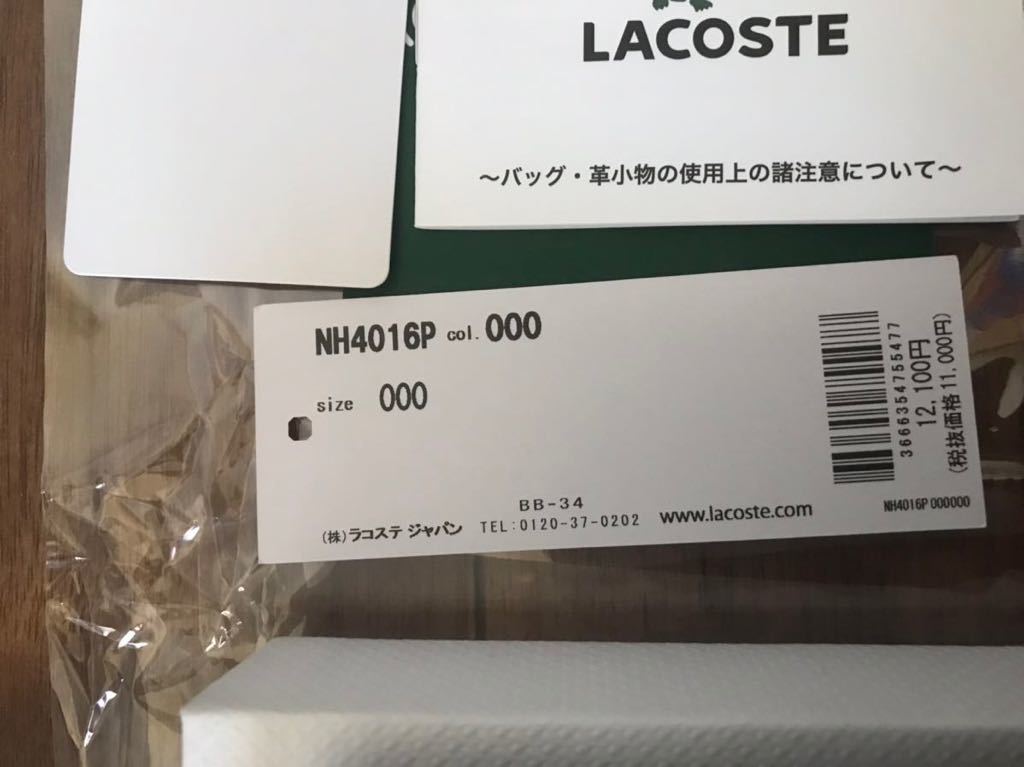 LACOSTE
～バッグ・革小物の使用上の諸注意について～
NH4016P col. 000
size 000
BB-34
(株)ラコステ ジャパン TEL:0120-37-0202 www.lacoste.com
3666354755477
12,100円
(税抜価格11,000円)
NH4016P 000000